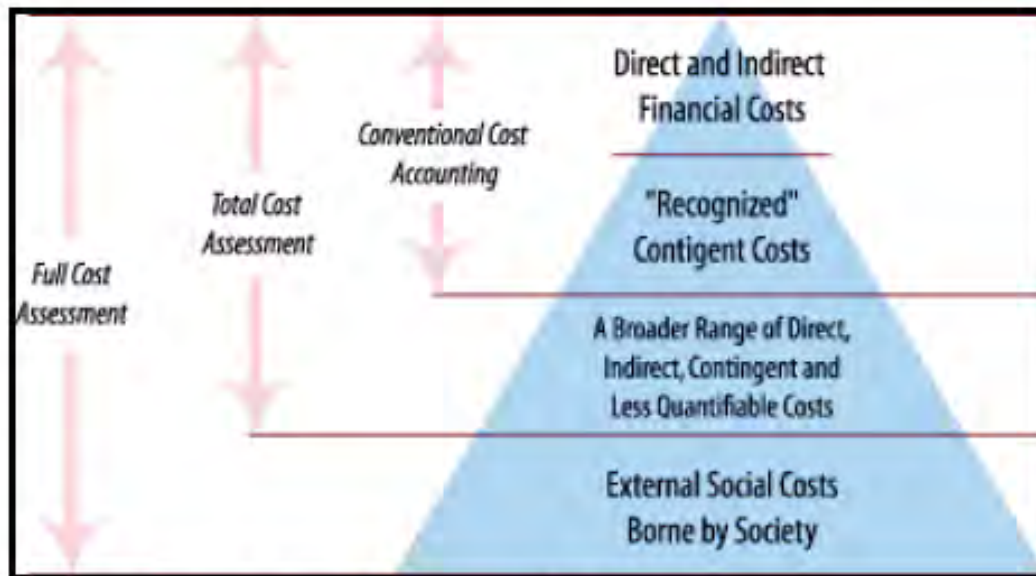 Direct and Indirect
Financial Costs
Conventional Cost
Accounting
"Recognized"
Contigent Costs
Total Cost
Assessment
Full Cost
Assessment
A Broader Range of Direct,
Indirect, Contingent and
Less Quantifiable Costs
External Social Costs
Borne by Society